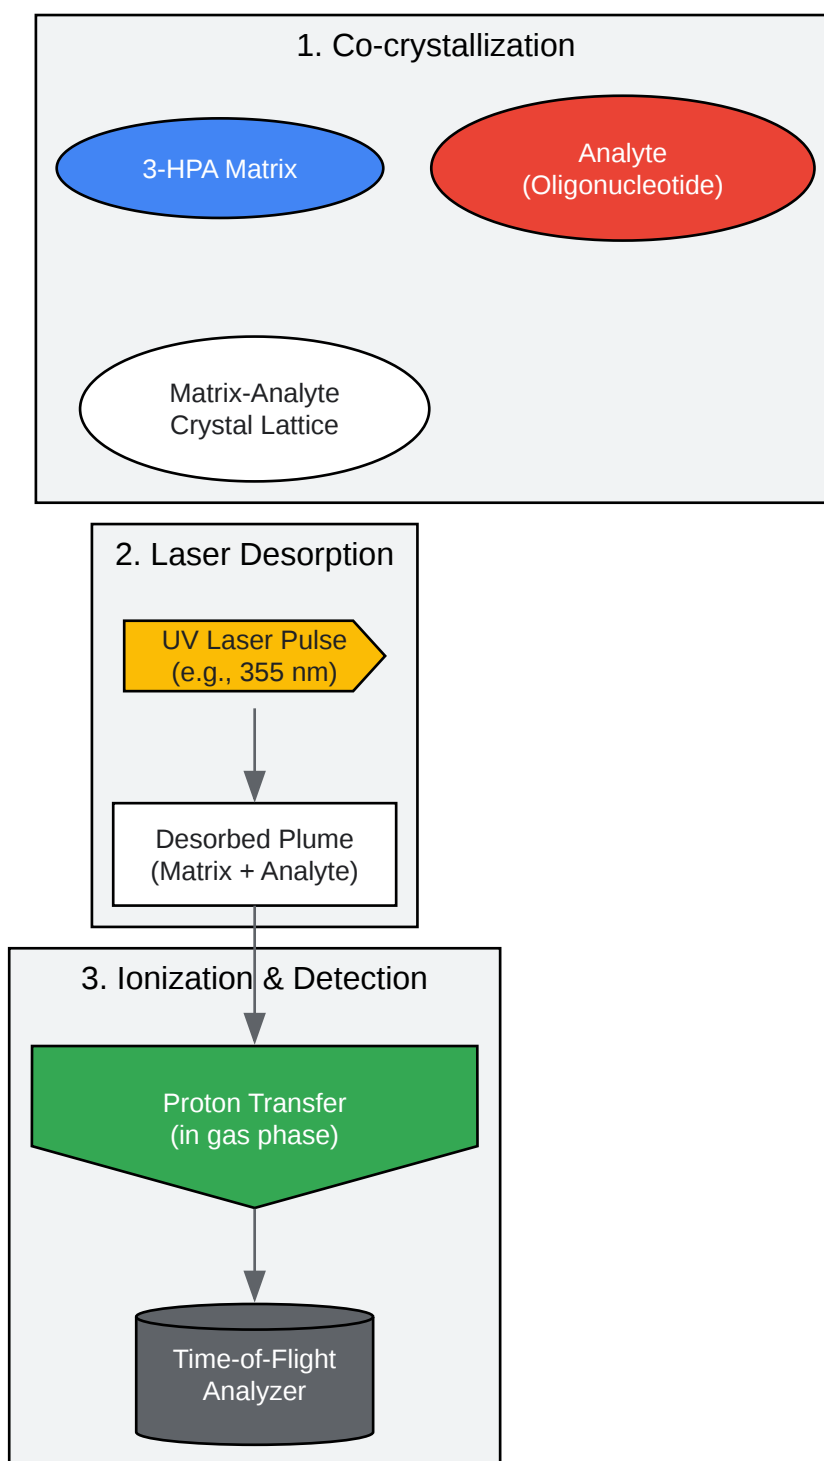 1. Co-crystallization
3-HPA Matrix
Analyte
(Oligonucleotide)
Matrix-Analyte
Crystal Lattice
2. Laser Desorption
UV Laser Pulse
(e.g., 355 nm)
Desorbed Plume
(Matrix + Analyte)
3. Ionization & Detection
Proton Transfer
(in gas phase)
Time-of-Flight
Analyzer